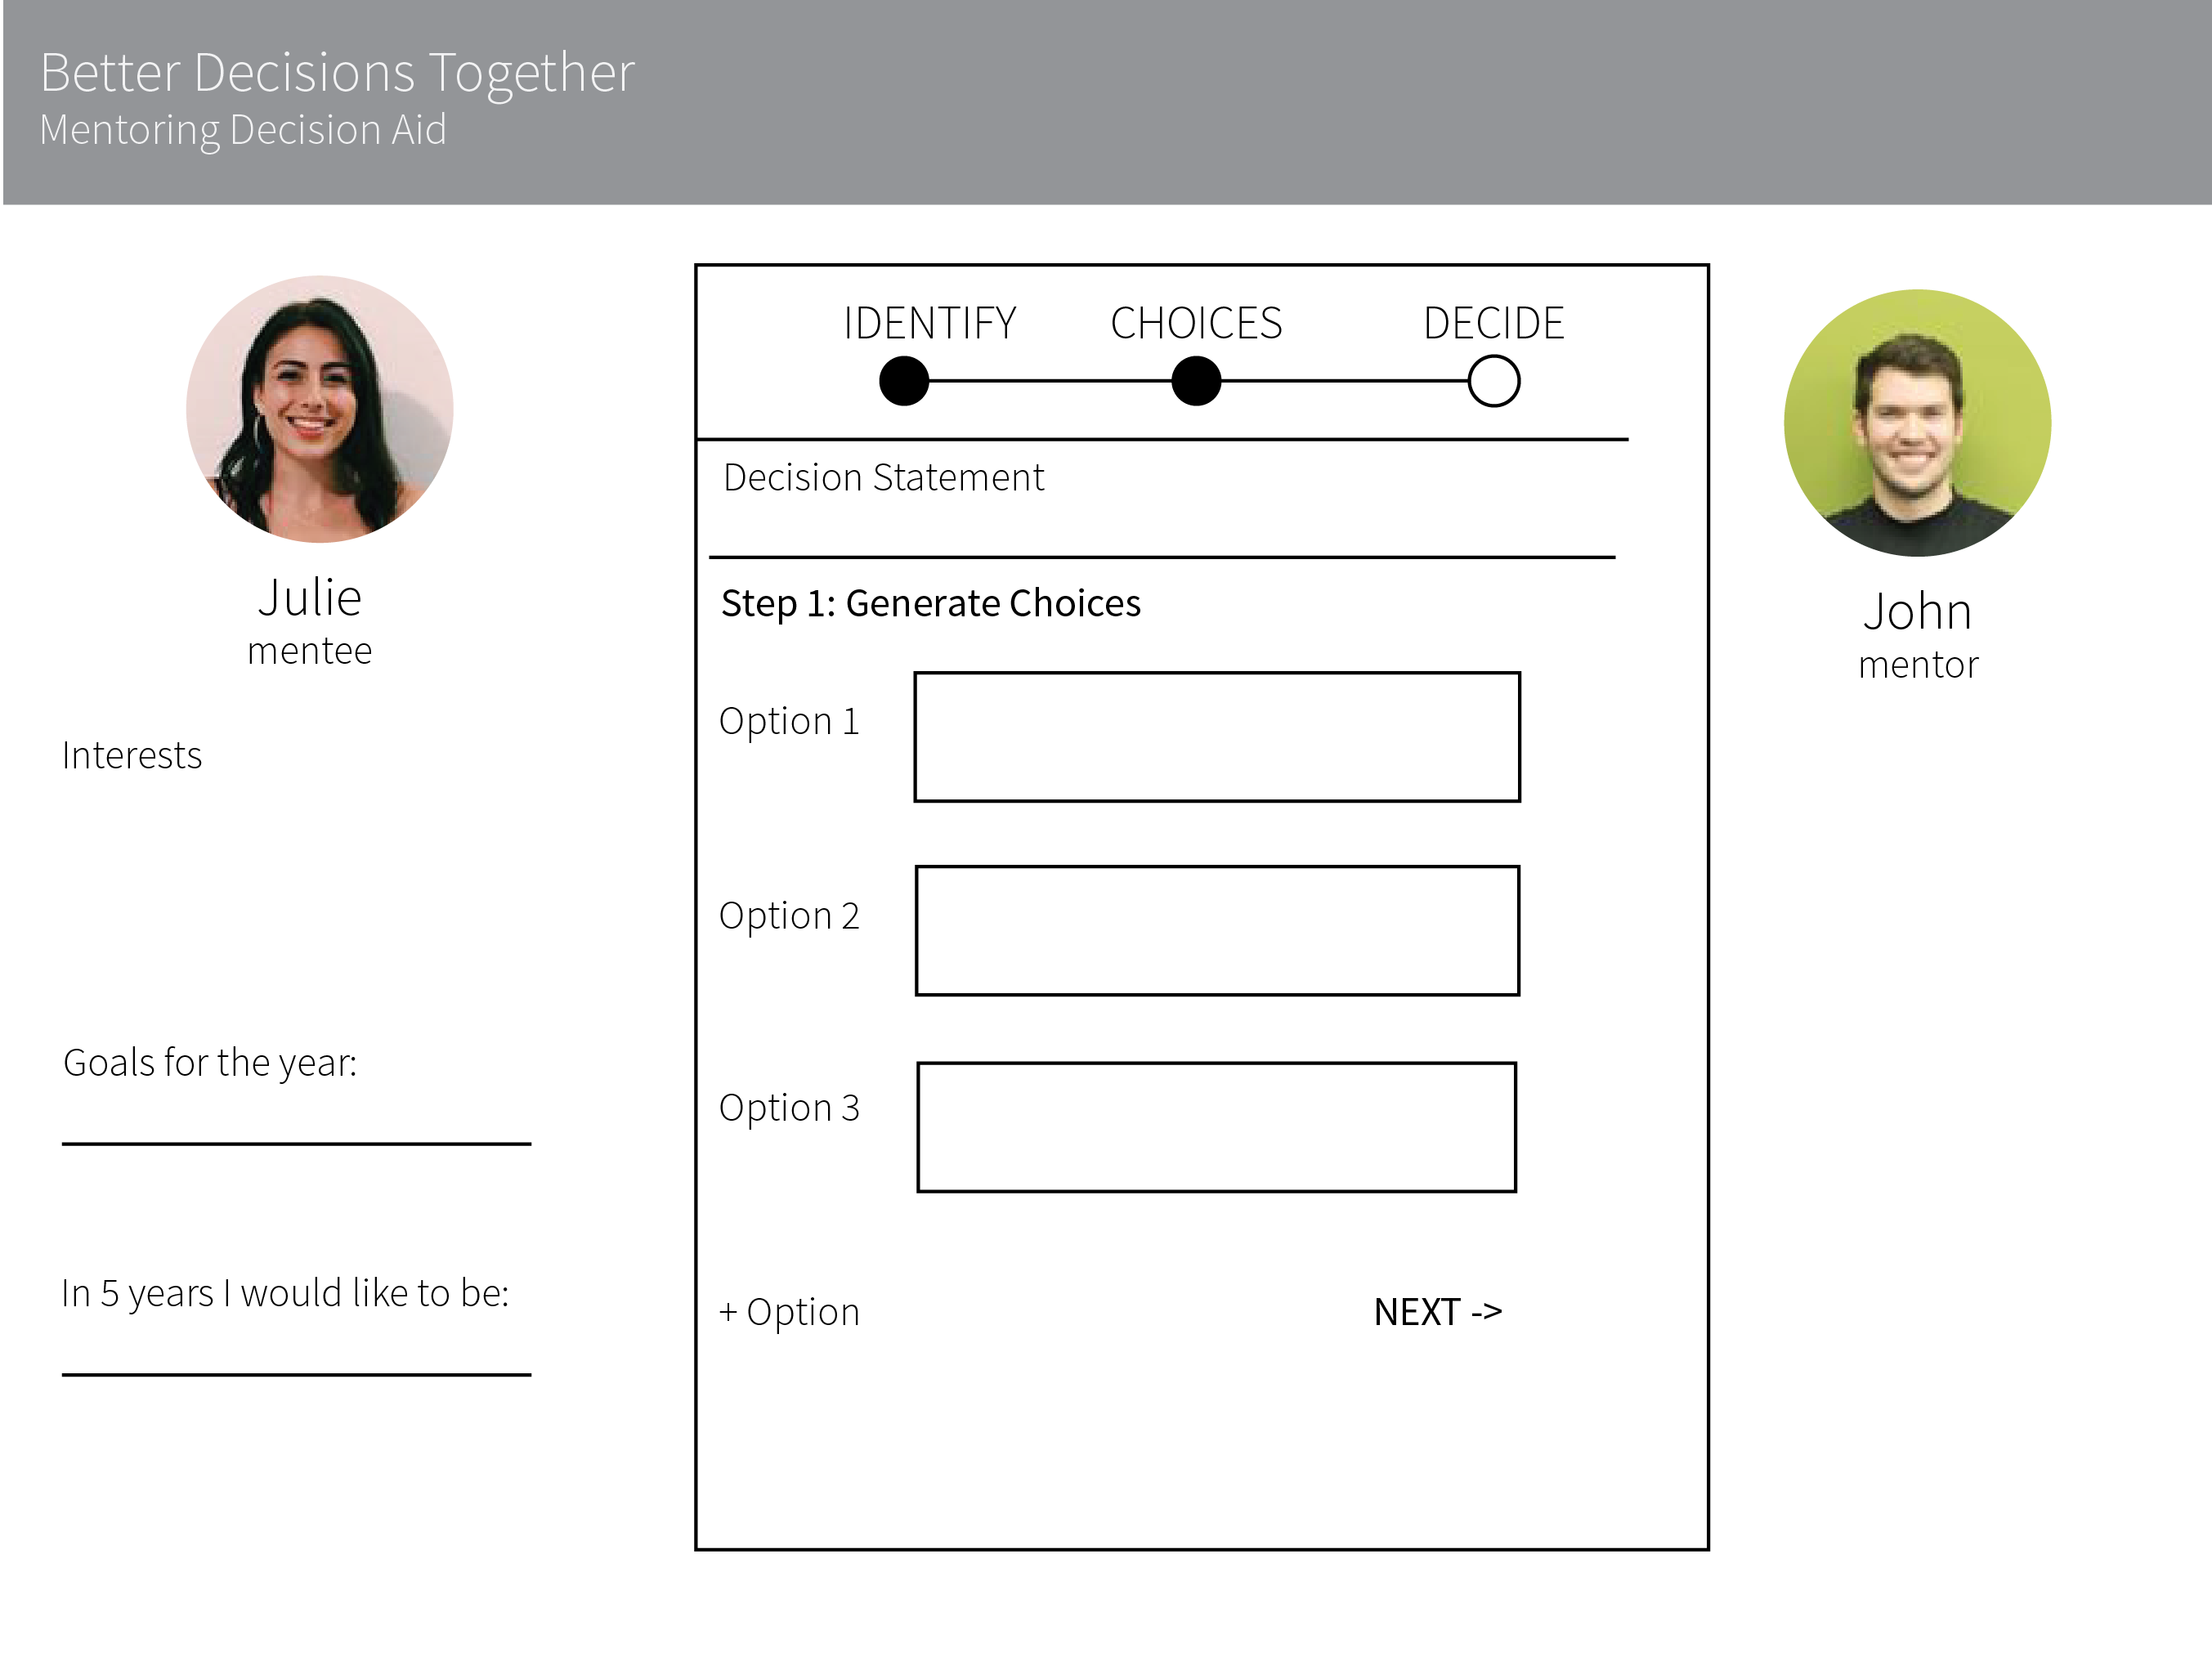 Better Decisions Together
Mentoring Decision Aid
Julie
mentee
Interests
Goals for the year:
In 5 years I would like to be:
IDENTIFY CHOICES DECIDE
Decision Statement
Step 1: Generate Choices
Option 1
Option 2
Option 3
+ Option NEXT ->
John
mentor